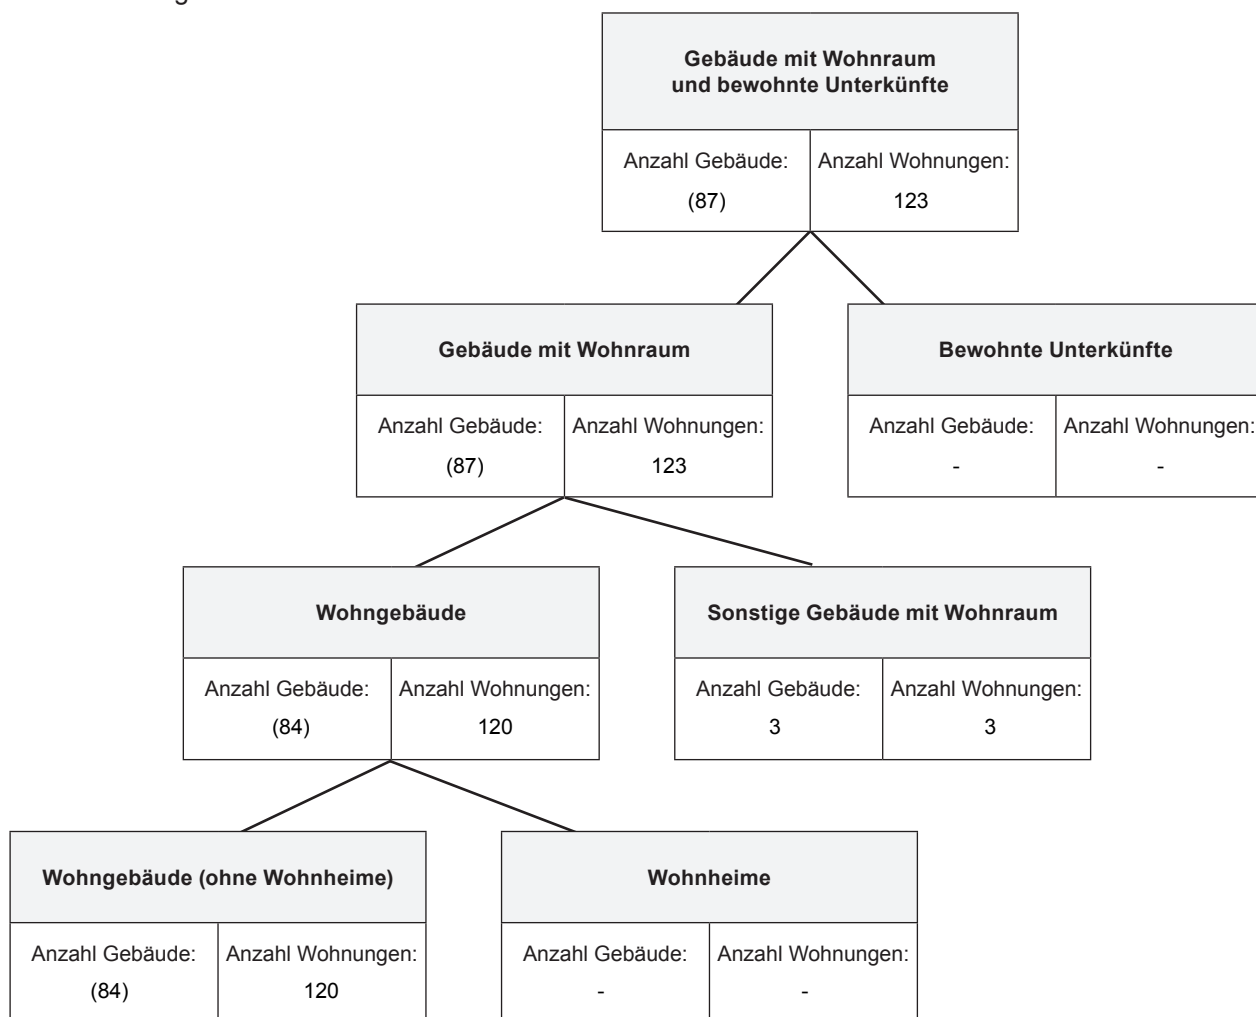 Gebäude mit Wohnraum
und bewohnte Unterkünfte
Anzahl Gebäude: Anzahl Wohnungen:
(87) 123
Gebäude mit Wohnraum
Bewohnte Unterkünfte
Anzahl Gebäude: Anzahl Wohnungen:
(87) 123
Anzahl Gebäude: Anzahl Wohnungen:
- -
Wohngebäude
Sonstige Gebäude mit Wohnraum
Anzahl Gebäude: Anzahl Wohnungen:
(84) 120
Anzahl Gebäude: Anzahl Wohnungen:
3 3
Wohngebäude (ohne Wohnheime)
Wohnheime
Anzahl Gebäude: Anzahl Wohnungen:
(84) 120
Anzahl Gebäude: Anzahl Wohnungen:
- -